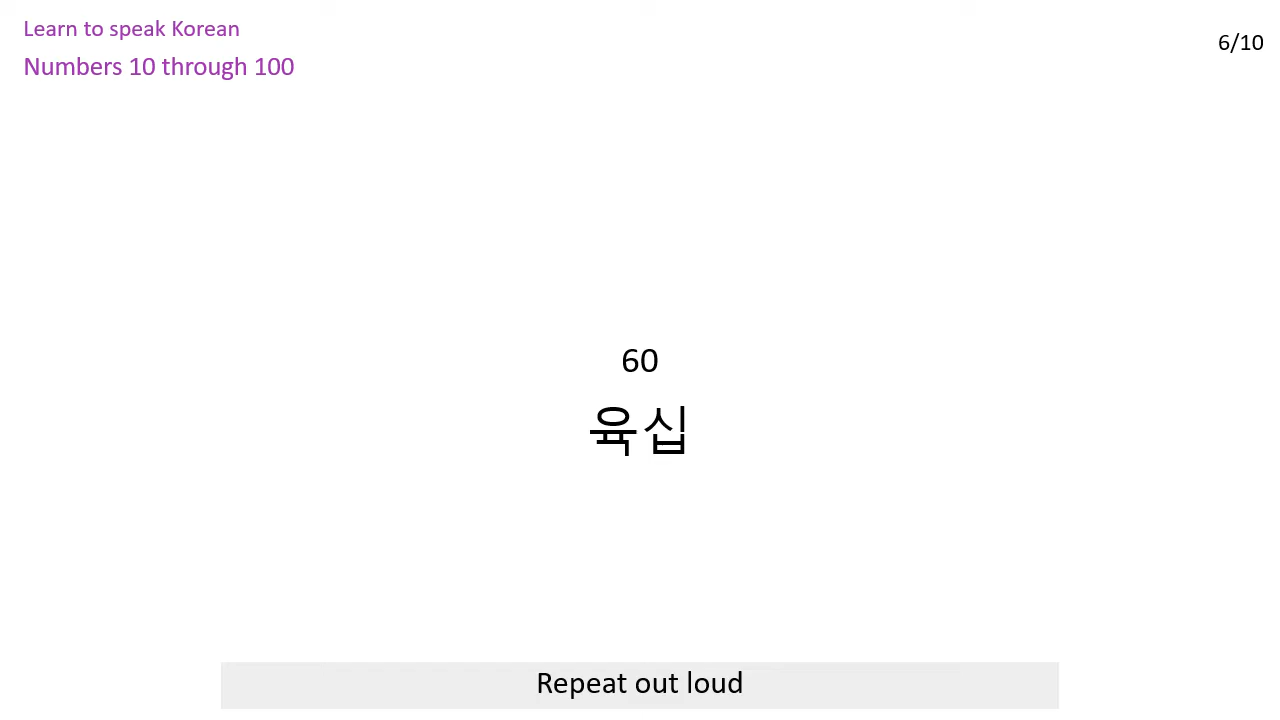 Learn to speak Korean
6/10
Numbers 10 through 100
60
육십
Repeat out loud